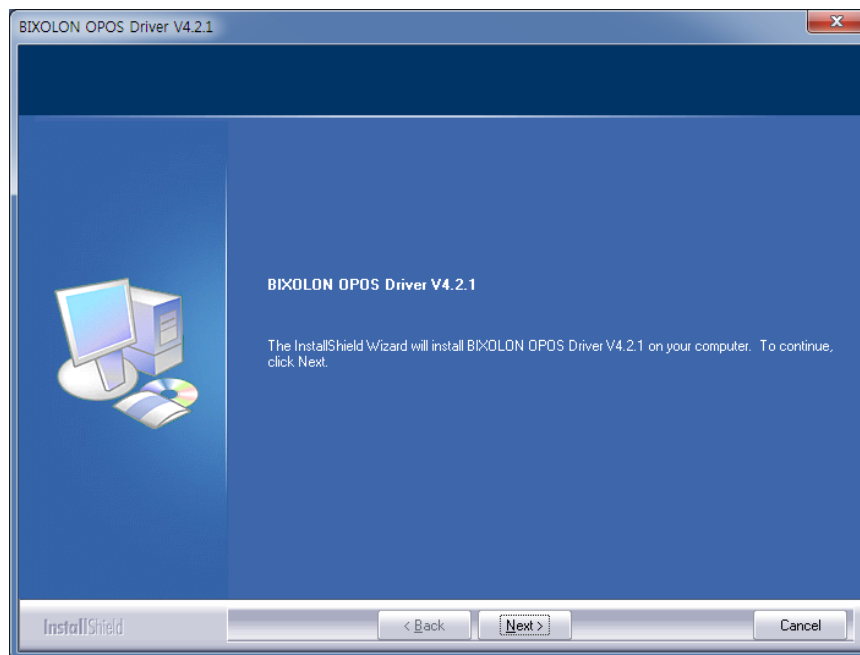 BIXOLON OPOS Driver V4.2.1
BIXOLON OPOS Driver V4.2.1
The InstallShield Wizard will install BIXOLON OPOS Driver V4.2.1 on your computer. To continue,
click Next.
InstallShield
< Back
Next >
Cancel